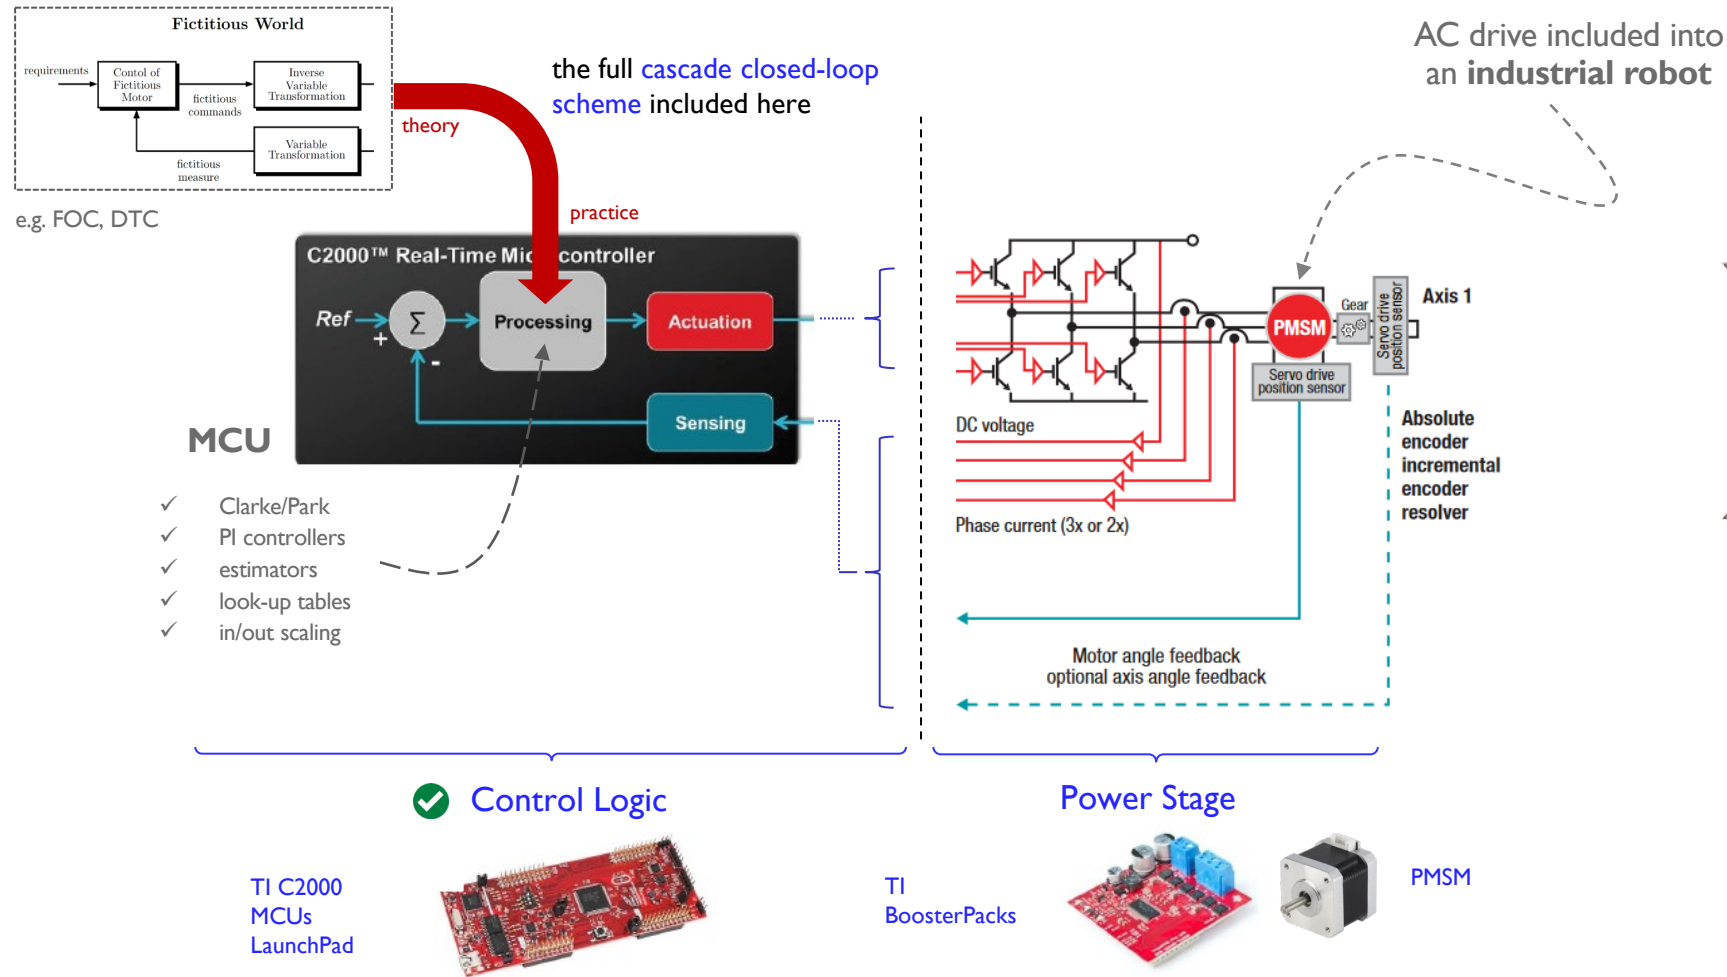 Fictitious World
requirements
Contol of
Fictitious
Motor
fictitious
commands
Inverse
Variable
Transformation
Variable
Transformation
fictitious
measure
e.g. FOC, DTC
theory
practice
the full cascade closed-loop
scheme included here
AC drive included into
an industrial robot
C2000™ Real-Time Mic controller
Ref
+
Σ
-
Processing
Actuation
Sensing
MCU
✓ Clarke/Park
✓ PI controllers
✓ estimators
✓ look-up tables
✓ in/out scaling
PMSM
Gear
Servo drive
position sensor
Servo drive
position sensor
Axis 1
DC voltage
Phase current (3x or 2x)
Absolute
encoder
incremental
encoder
resolver
Motor angle feedback
optional axis angle feedback
Control Logic
Power Stage
TI C2000
MCUs
LaunchPad
TI
BoosterPacks
PMSM